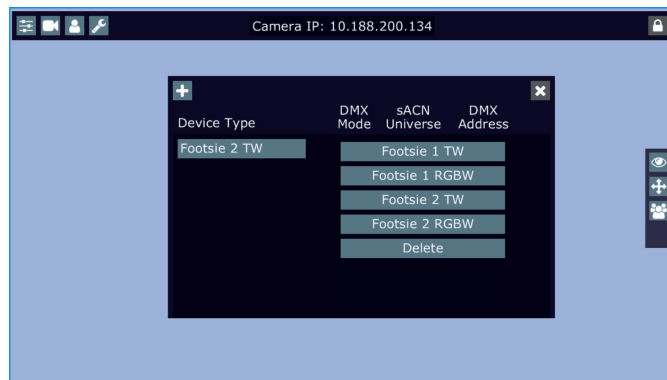 Camera IP: 10.188.200.134
DMX sACN DMX
Device Type Mode Universe Address
Footsie 2 TW
Footsie 1 TW
Footsie 1 RGBW
Footsie 2 TW
Footsie 2 RGBW
Delete